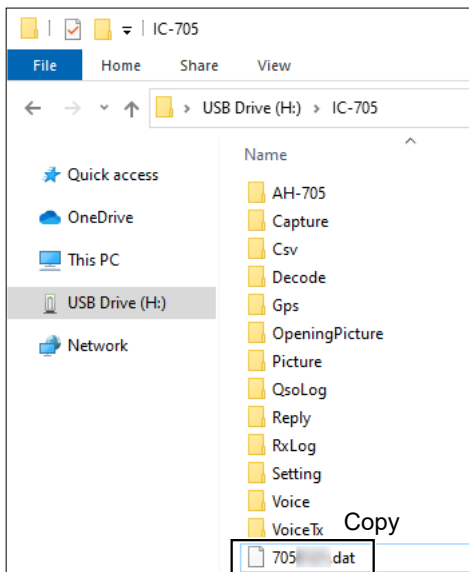 IC-705
File Home Share View
USB Drive (H:) > IC-705
Name
Quick access
OneDrive
This PC
USB Drive (H:)
Network
AH-705
Capture
Csv
Decode
Gps
OpeningPicture
Picture
QsoLog
Reply
RxLog
Setting
Voice
VoiceTx
Copy
705 .dat